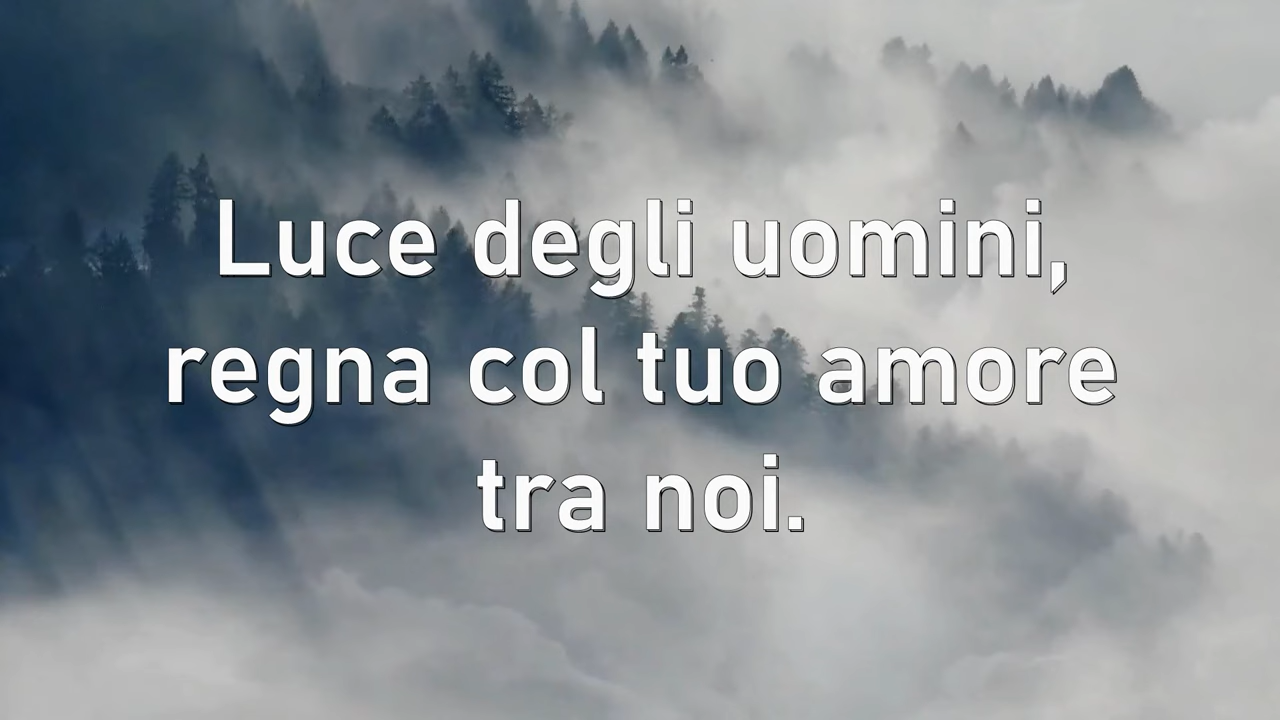 Luce degli uomini,
regna col tuo amore
tra noi.